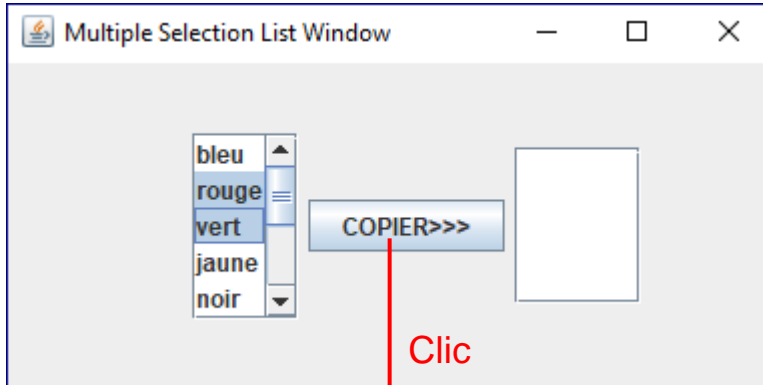 Multiple Selection List Window
bleu
rouge
vert
jaune
noir
COPIER>>>
Clic